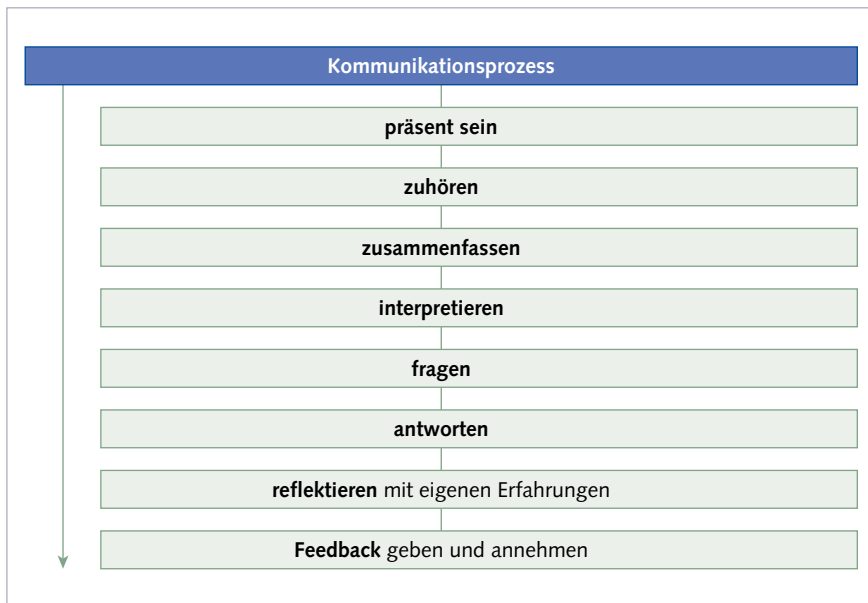 Kommunikationsprozess
präsent sein
zuhören
zusammenfassen
interpretieren
fragen
antworten
reflektieren mit eigenen Erfahrungen
Feedback geben und annehmen